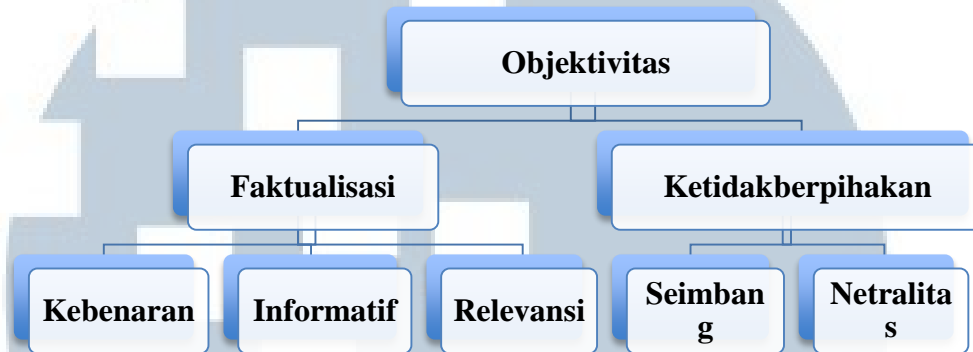 Objektivitas
Faktualisasi
Ketidakberpihakan
Kebenaran
Informatif
Relevansi
Seimban
g
Netralita
s